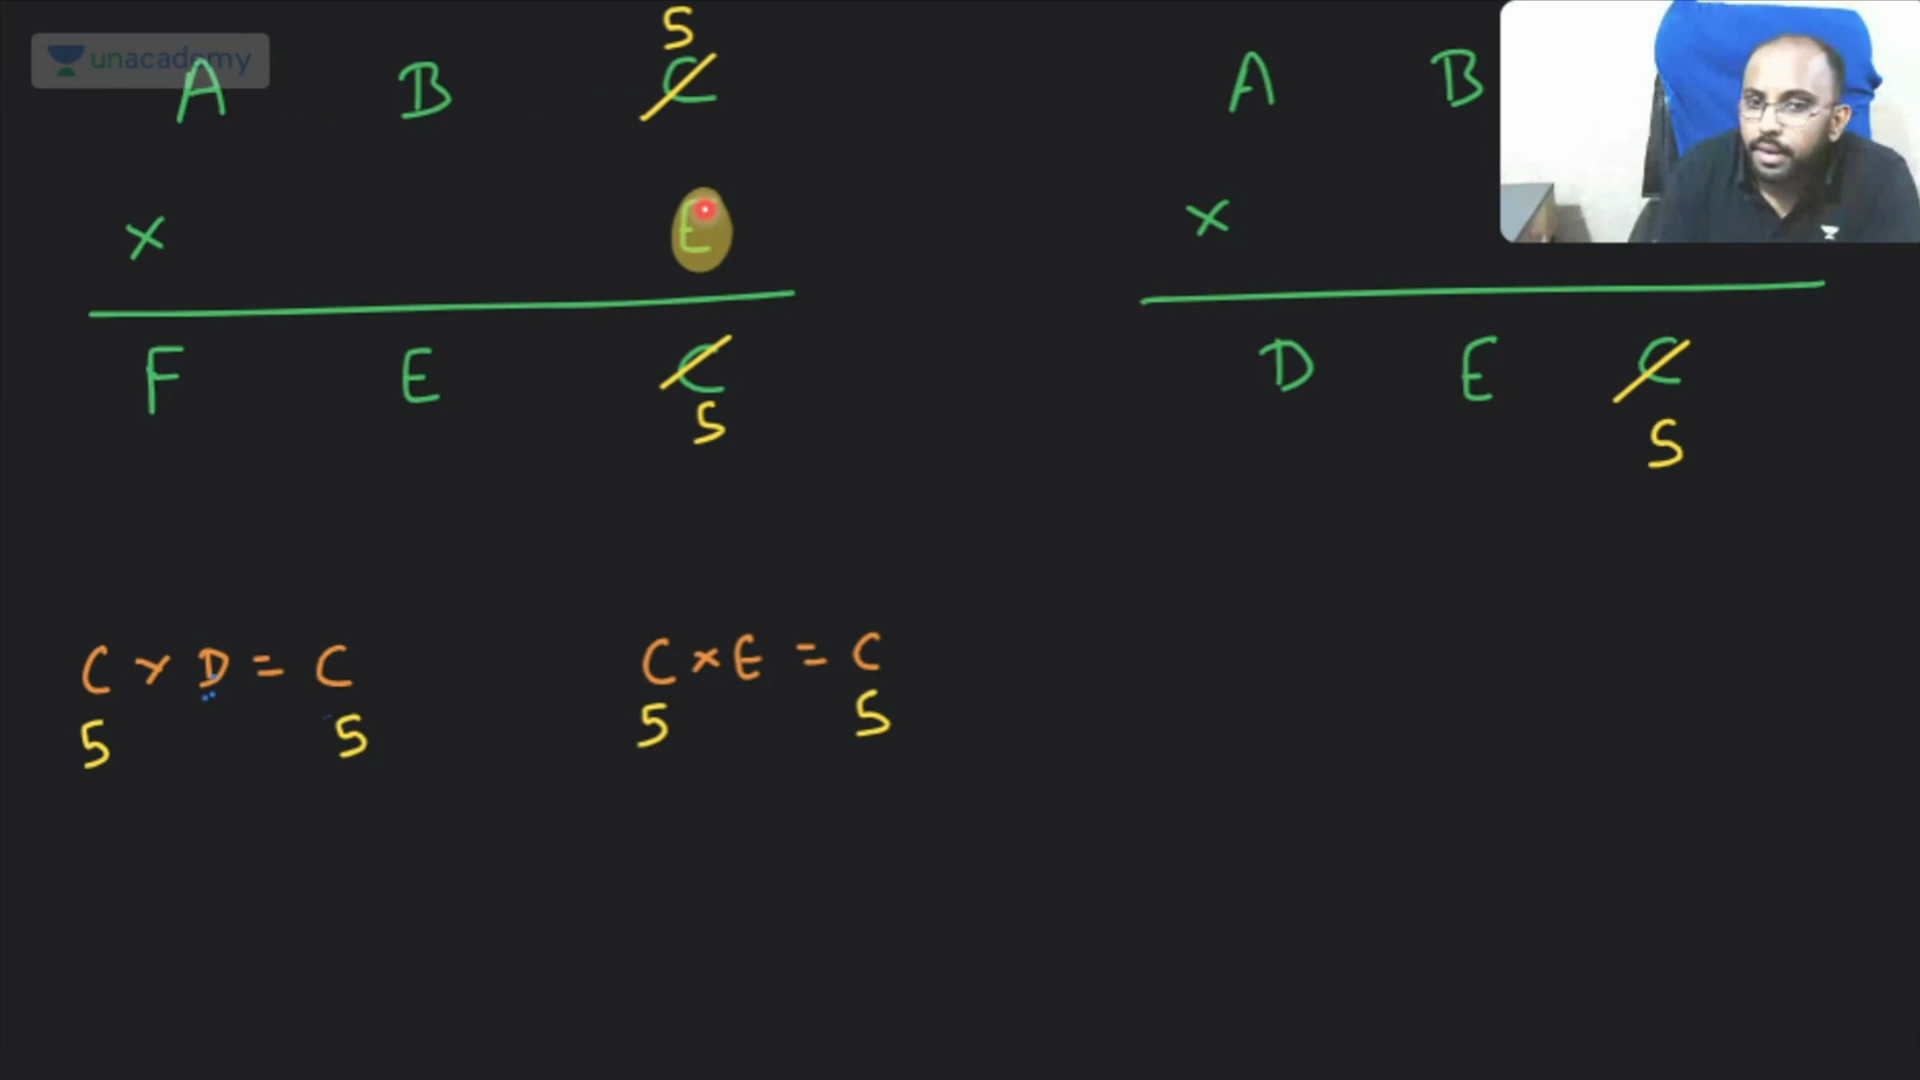 unacademy
5
A B C
× E
F E C
5
A B
×
D E C
5
C × D = C
5 5
C × E = C
5 5